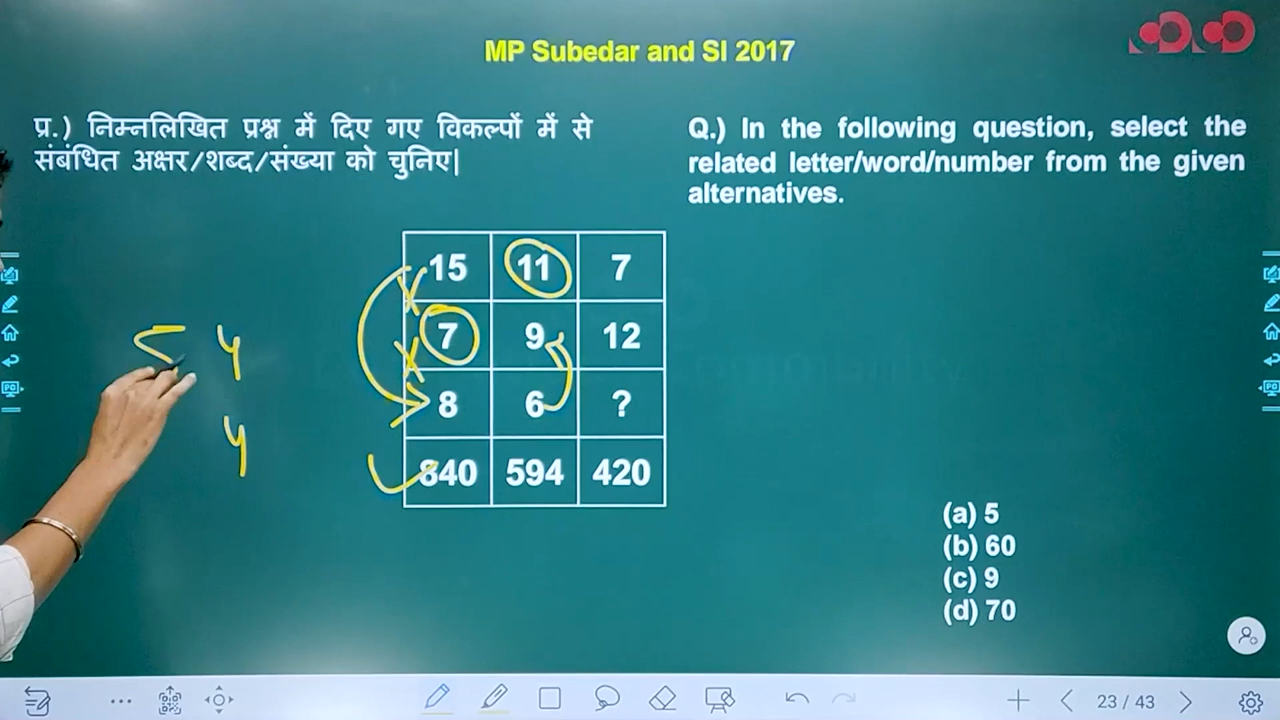 MP Subedar and SI 2017
प्र.) निम्नलिखित प्रश्न में दिए गए विकल्पों में से
संबंधित अक्षर/शब्द/संख्या को चुनिए|
Q.) In the following question, select the
related letter/word/number from the given
alternatives.
15 11 7
7 9 12
8 6 ?
840 594 420
(a) 5
(b) 60
(c) 9
(d) 70
23 / 43